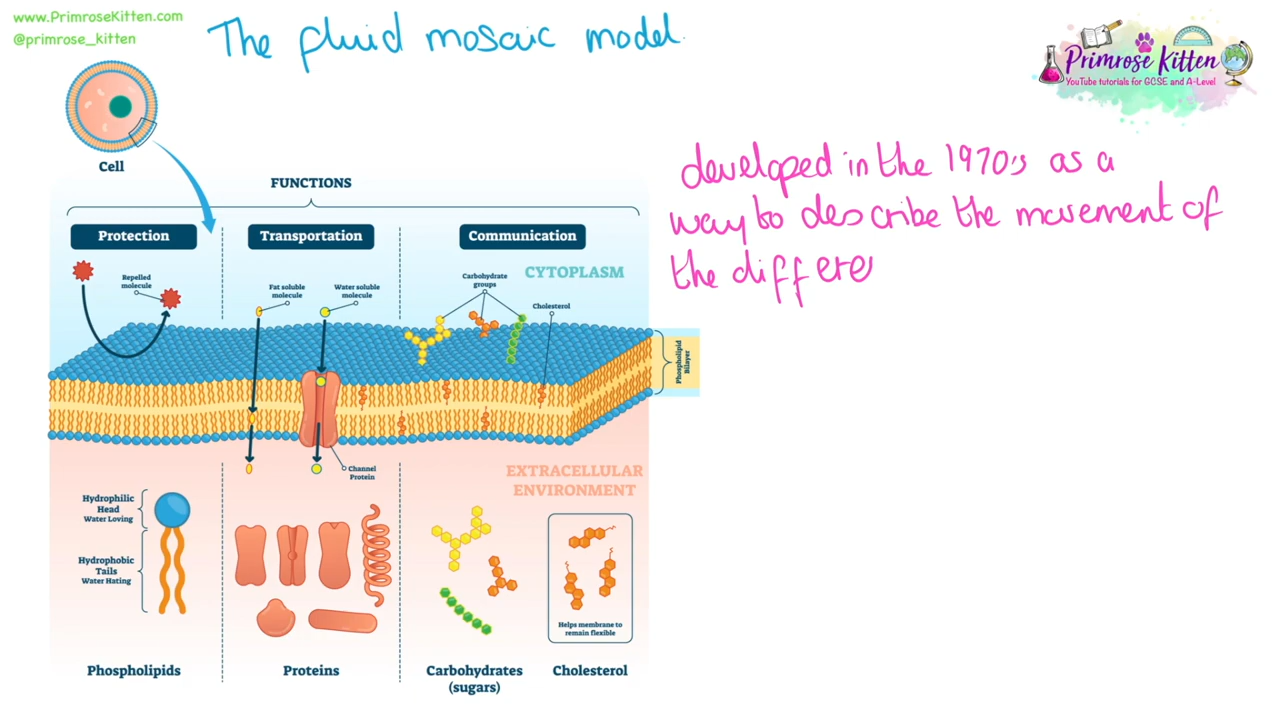 www.PrimroseKitten.com
@primrose_kitten
The fluid mosaic model.
Primrose Kitten
YouTube tutorials for GCSE and A-Level
Cell
FUNCTIONS
Protection
Transportation
Communication
Repelled
molecule
Fat soluble
molecule
Water soluble
molecule
Carbohydrate
groups
CYTOPLASM
Cholesterol
Phospholipid
Bilayer
Channel
Protein
EXTRACELLULAR
ENVIRONMENT
Hydrophilic
Head
Water Loving
Hydrophobic
Tails
Water Hating
Helps membrane to
remain flexible
Phospholipids
Proteins
Carbohydrates
(sugars)
Cholesterol
developed in the 1970's as a
way to describe the movement of
the differe